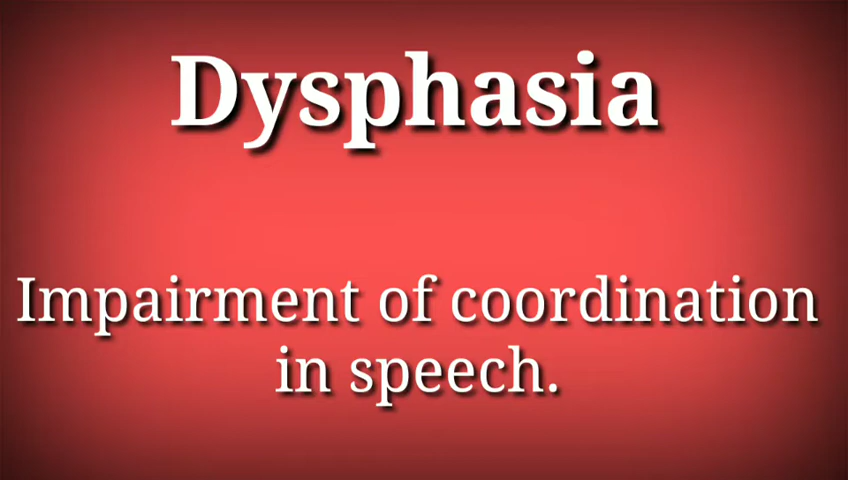 Dysphasia
Impairment of coordination
in speech.